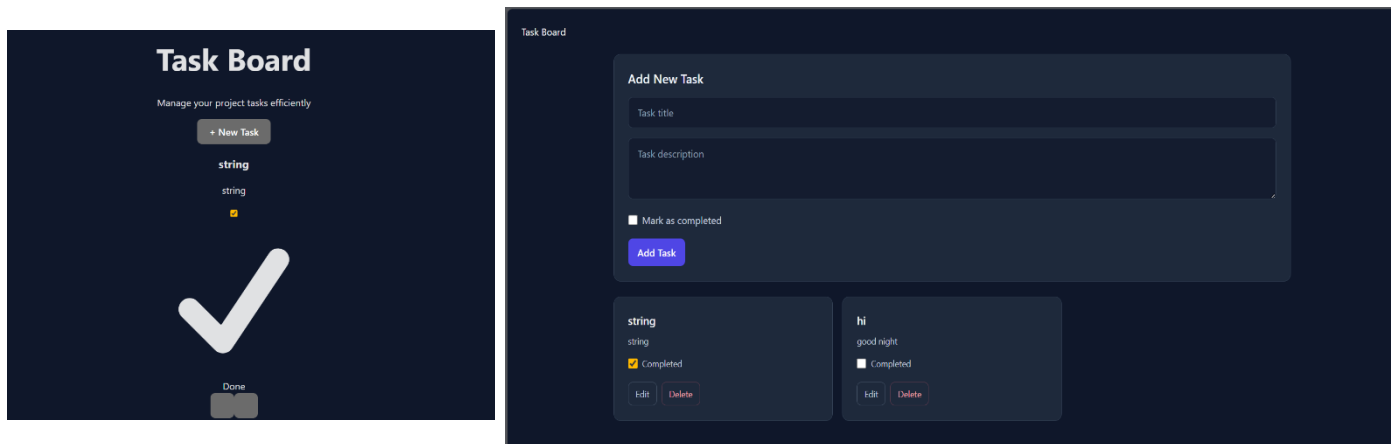 Task Board
Manage your project tasks efficiently
+ New Task
string
string
Done
Task Board
Add New Task
Task title
Task description
Mark as completed
Add Task
string
string
Completed
Edit Delete
hi
good night
Completed
Edit Delete